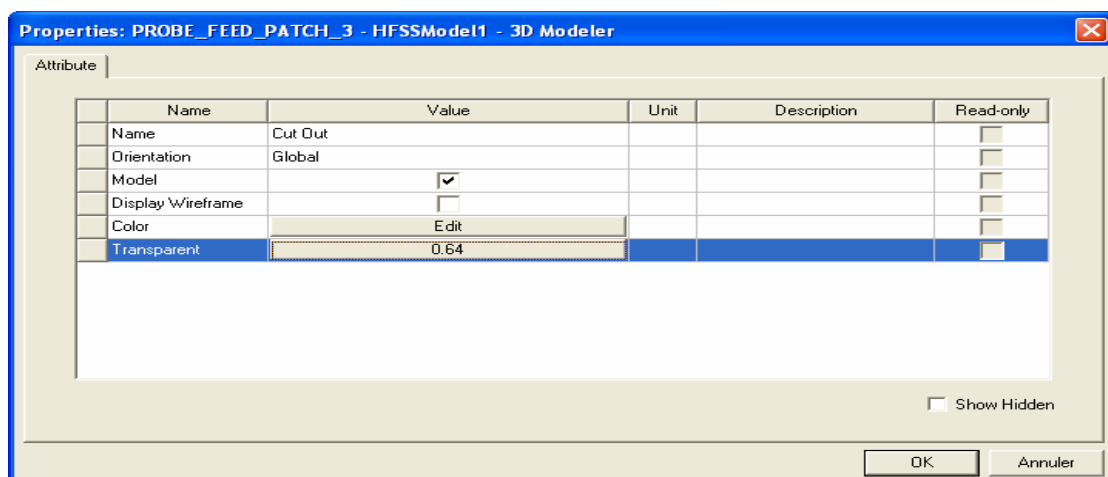 Properties: PROBE_FEED_PATCH_3 - HFSSModel1 - 3D Modeler
Attribute
Name Value Unit Description Read-only
Name Cut Out
Orientation Global
Model
Display Wireframe
Color Edit
Transparent 0.64
Show Hidden
OK Annuler